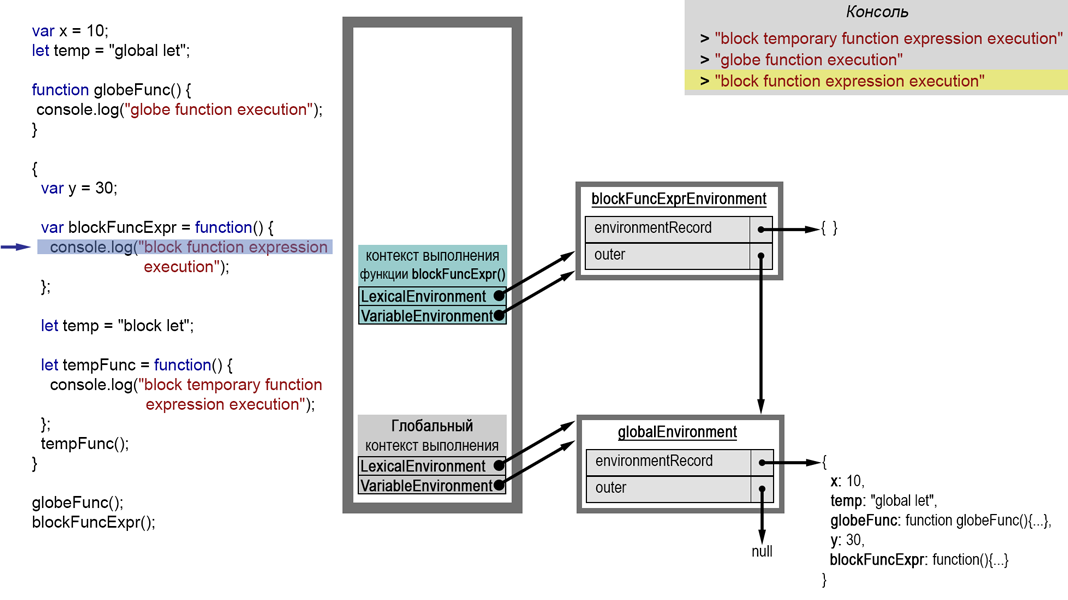 var x = 10;
let temp = "global let";
function globeFunc() {
console.log("globe function execution");
}
{
var y = 30;
var blockFuncExpr = function() {
console.log("block function expression
execution");
};
let temp = "block let";
let tempFunc = function() {
console.log("block temporary function
expression execution");
};
tempFunc();
}
globeFunc();
blockFuncExpr();
контекст выполнения
функции blockFuncExpr()
LexicalEnvironment
VariableEnvironment
Глобальный
контекст выполнения
LexicalEnvironment
VariableEnvironment
Консоль
> "block temporary function expression execution"
> "globe function execution"
> "block function expression execution"
blockFuncExprEnvironment
environmentRecord
{ }
outer
globalEnvironment
environmentRecord
outer
null
{
x: 10,
temp: "global let",
globeFunc: function globeFunc(){...},
y: 30,
blockFuncExpr: function(){...}
}